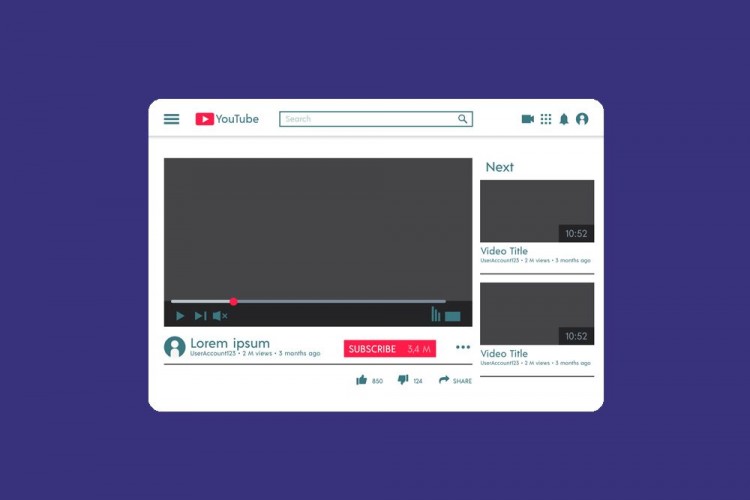 YouTube
Search
Next
10:52
Video Title
UserAccount123 • 2 M views • 3 months ago
10:52
Video Title
UserAccount123 • 2 M views • 3 months ago
Lorem ipsum
UserAccount123 • 2 M views • 3 months ago
SUBSCRIBE 3,4 M
850 124 SHARE